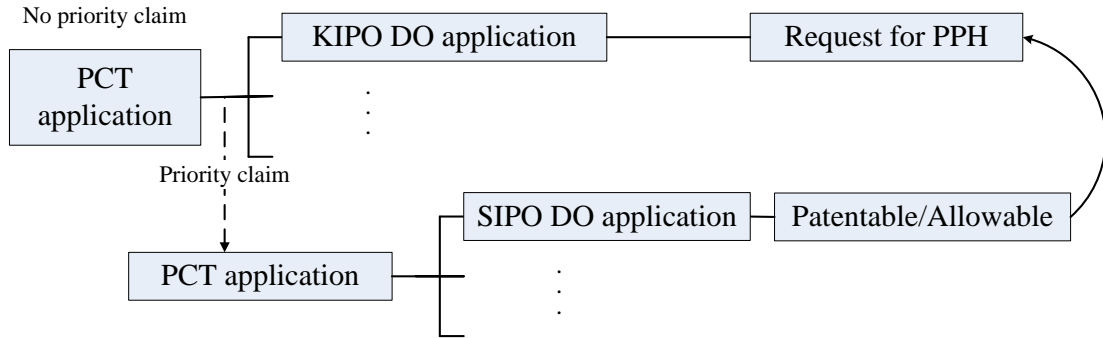 No priority claim
PCT
application
KIPO DO application
Request for PPH
Priority claim
SIPO DO application
Patentable/Allowable
PCT application